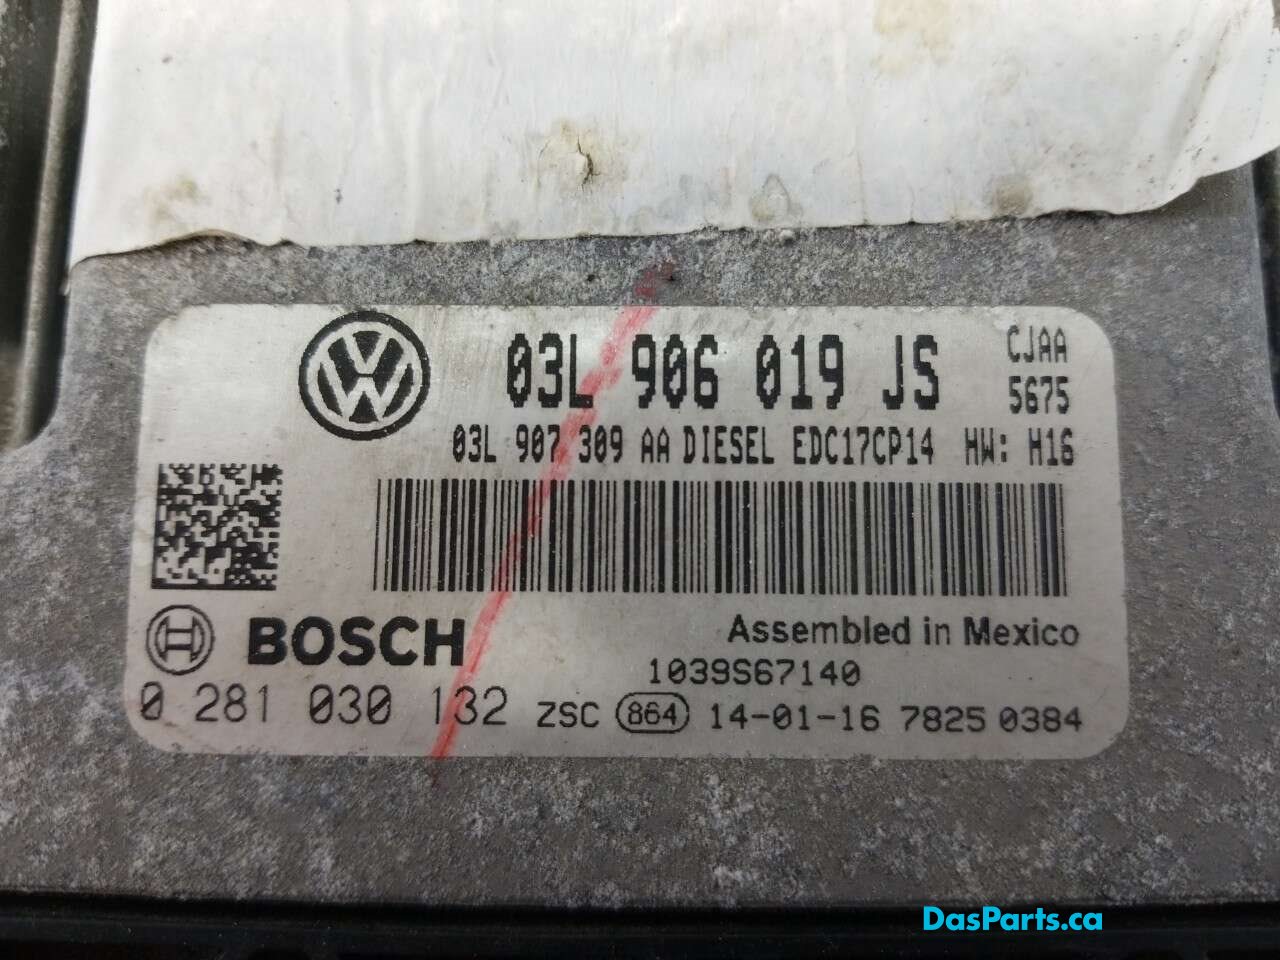 03L 906 019 JS CJAA
5675
03L 907 309 AA DIESEL EDC17CP14 HW: H16
BOSCH Assembled in Mexico
1039S67140
0 281 030 132 ZSC 864 14-01-16 7825 0384
DasParts.ca